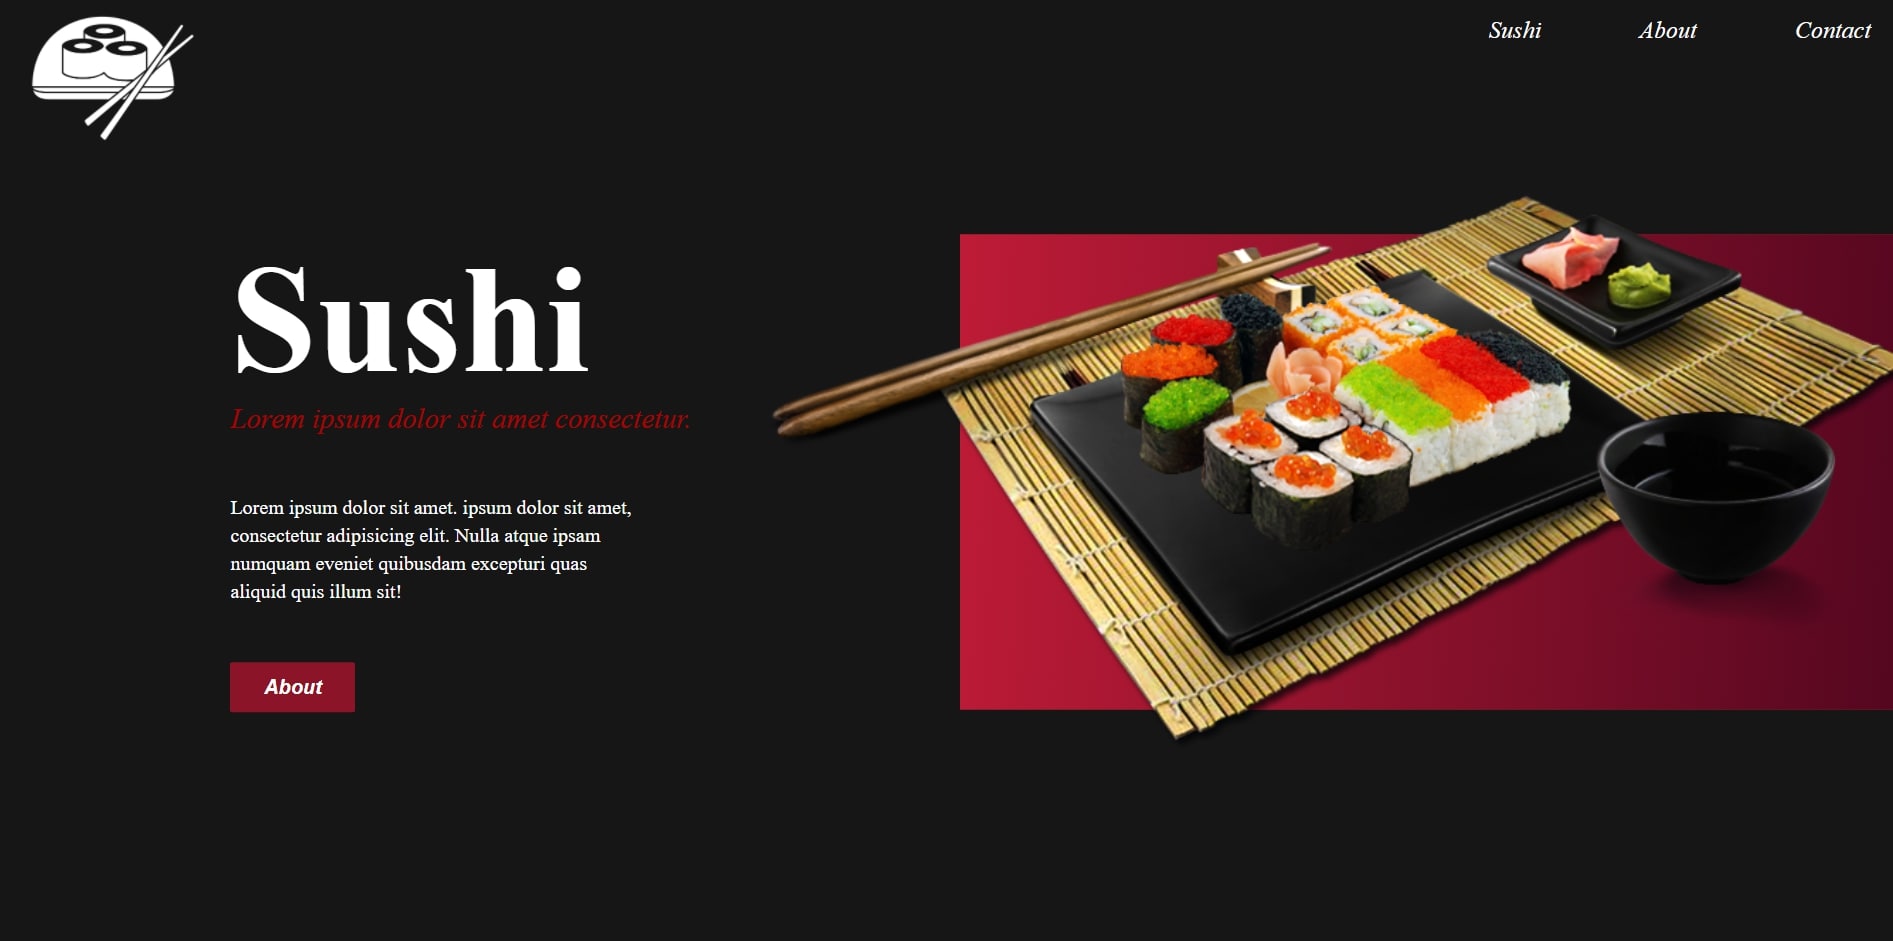 Sushi
About
Contact
Sushi
Lorem ipsum dolor sit amet consectetur.
Lorem ipsum dolor sit amet. ipsum dolor sit amet,
consectetur adipisicing elit. Nulla atque ipsam
numquam eveniet quibusdam excepturi quas
aliquid quis illum sit!
About